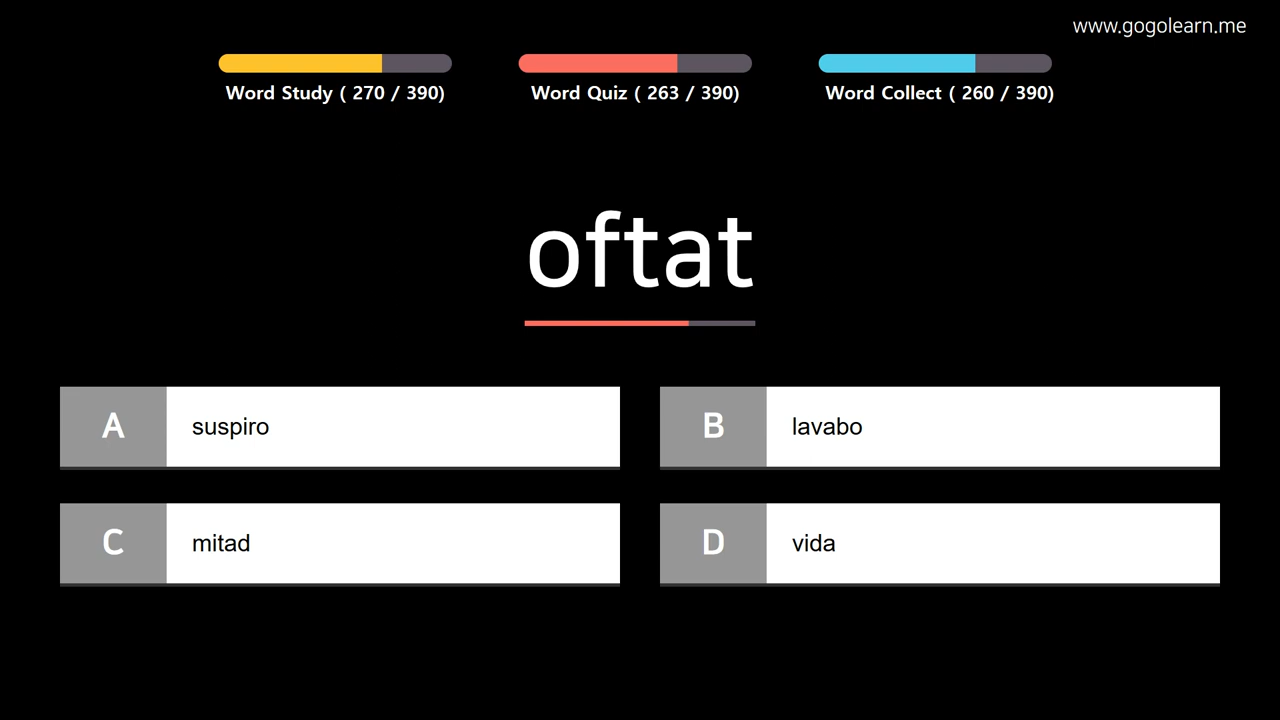 www.gogolearn.me
Word Study ( 270 / 390)
Word Quiz ( 263 / 390)
Word Collect ( 260 / 390)
oftat
A suspiro
B lavabo
C mitad
D vida